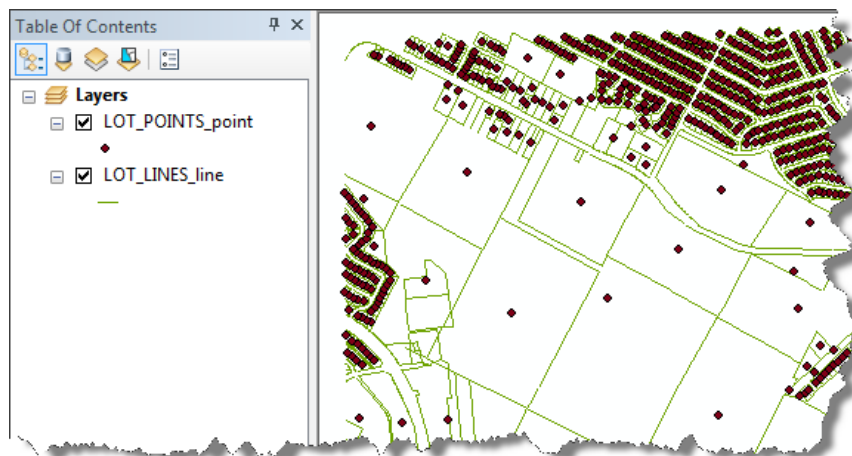 Table Of Contents
Layers
LOT_POINTS_point
LOT_LINES_line